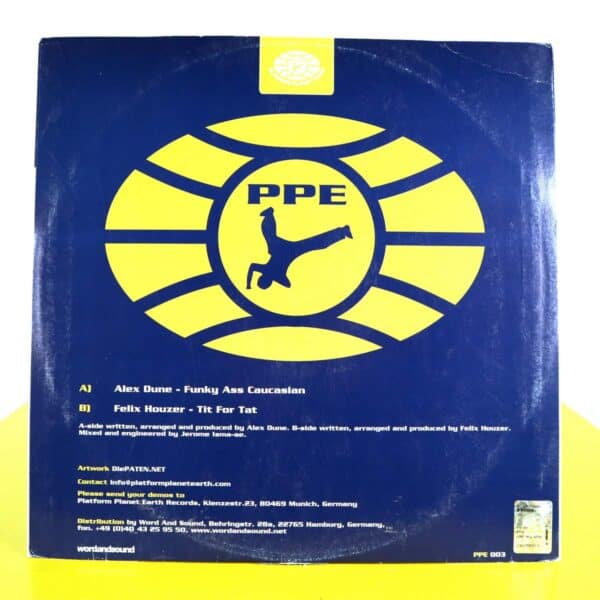 PPE
A) Alex Dune - Funky Ass Caucasian
B) Felix Houzer - Tit For Tat
A-side written, arranged and produced by Alex Dune. B-side written, arranged and produced by Felix Houzer.
Mixed and engineered by Jerome Isma-ae.
Artwork DiePATEN.NET
Contact info@platformplanetearth.com
Please send your demos to
Platform Planet Earth Records, Klenzestr.23, 80469 Munich, Germany
Distribution by Word And Sound, Behringstr. 28a, 22765 Hamburg, Germany,
Fon. +49 (0)40 43 25 95 50, www.wordandsound.net
wordandsound
PPE 003